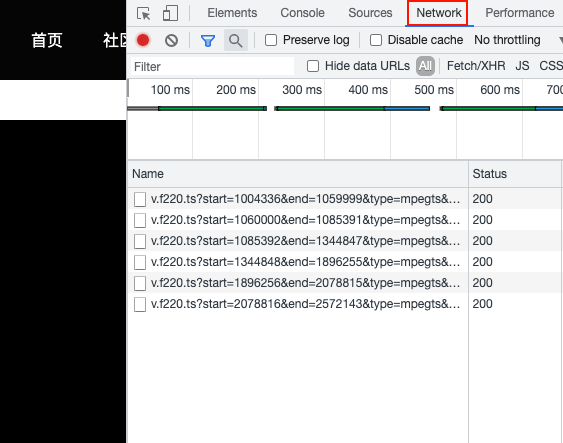 首页 社区
Elements Console Sources Network Performance
Preserve log Disable cache No throttling
Filter Hide data URLs All Fetch/XHR JS CSS
100 ms 200 ms 300 ms 400 ms 500 ms 600 ms 700
Name Status
v.f220.ts?start=1004336&end=1059999&type=mpegts&… 200
v.f220.ts?start=1060000&end=1085391&type=mpegts&… 200
v.f220.ts?start=1085392&end=1344847&type=mpegts&… 200
v.f220.ts?start=1344848&end=1896255&type=mpegts&… 200
v.f220.ts?start=1896256&end=2078815&type=mpegts&… 200
v.f220.ts?start=2078816&end=2572143&type=mpegts&… 200